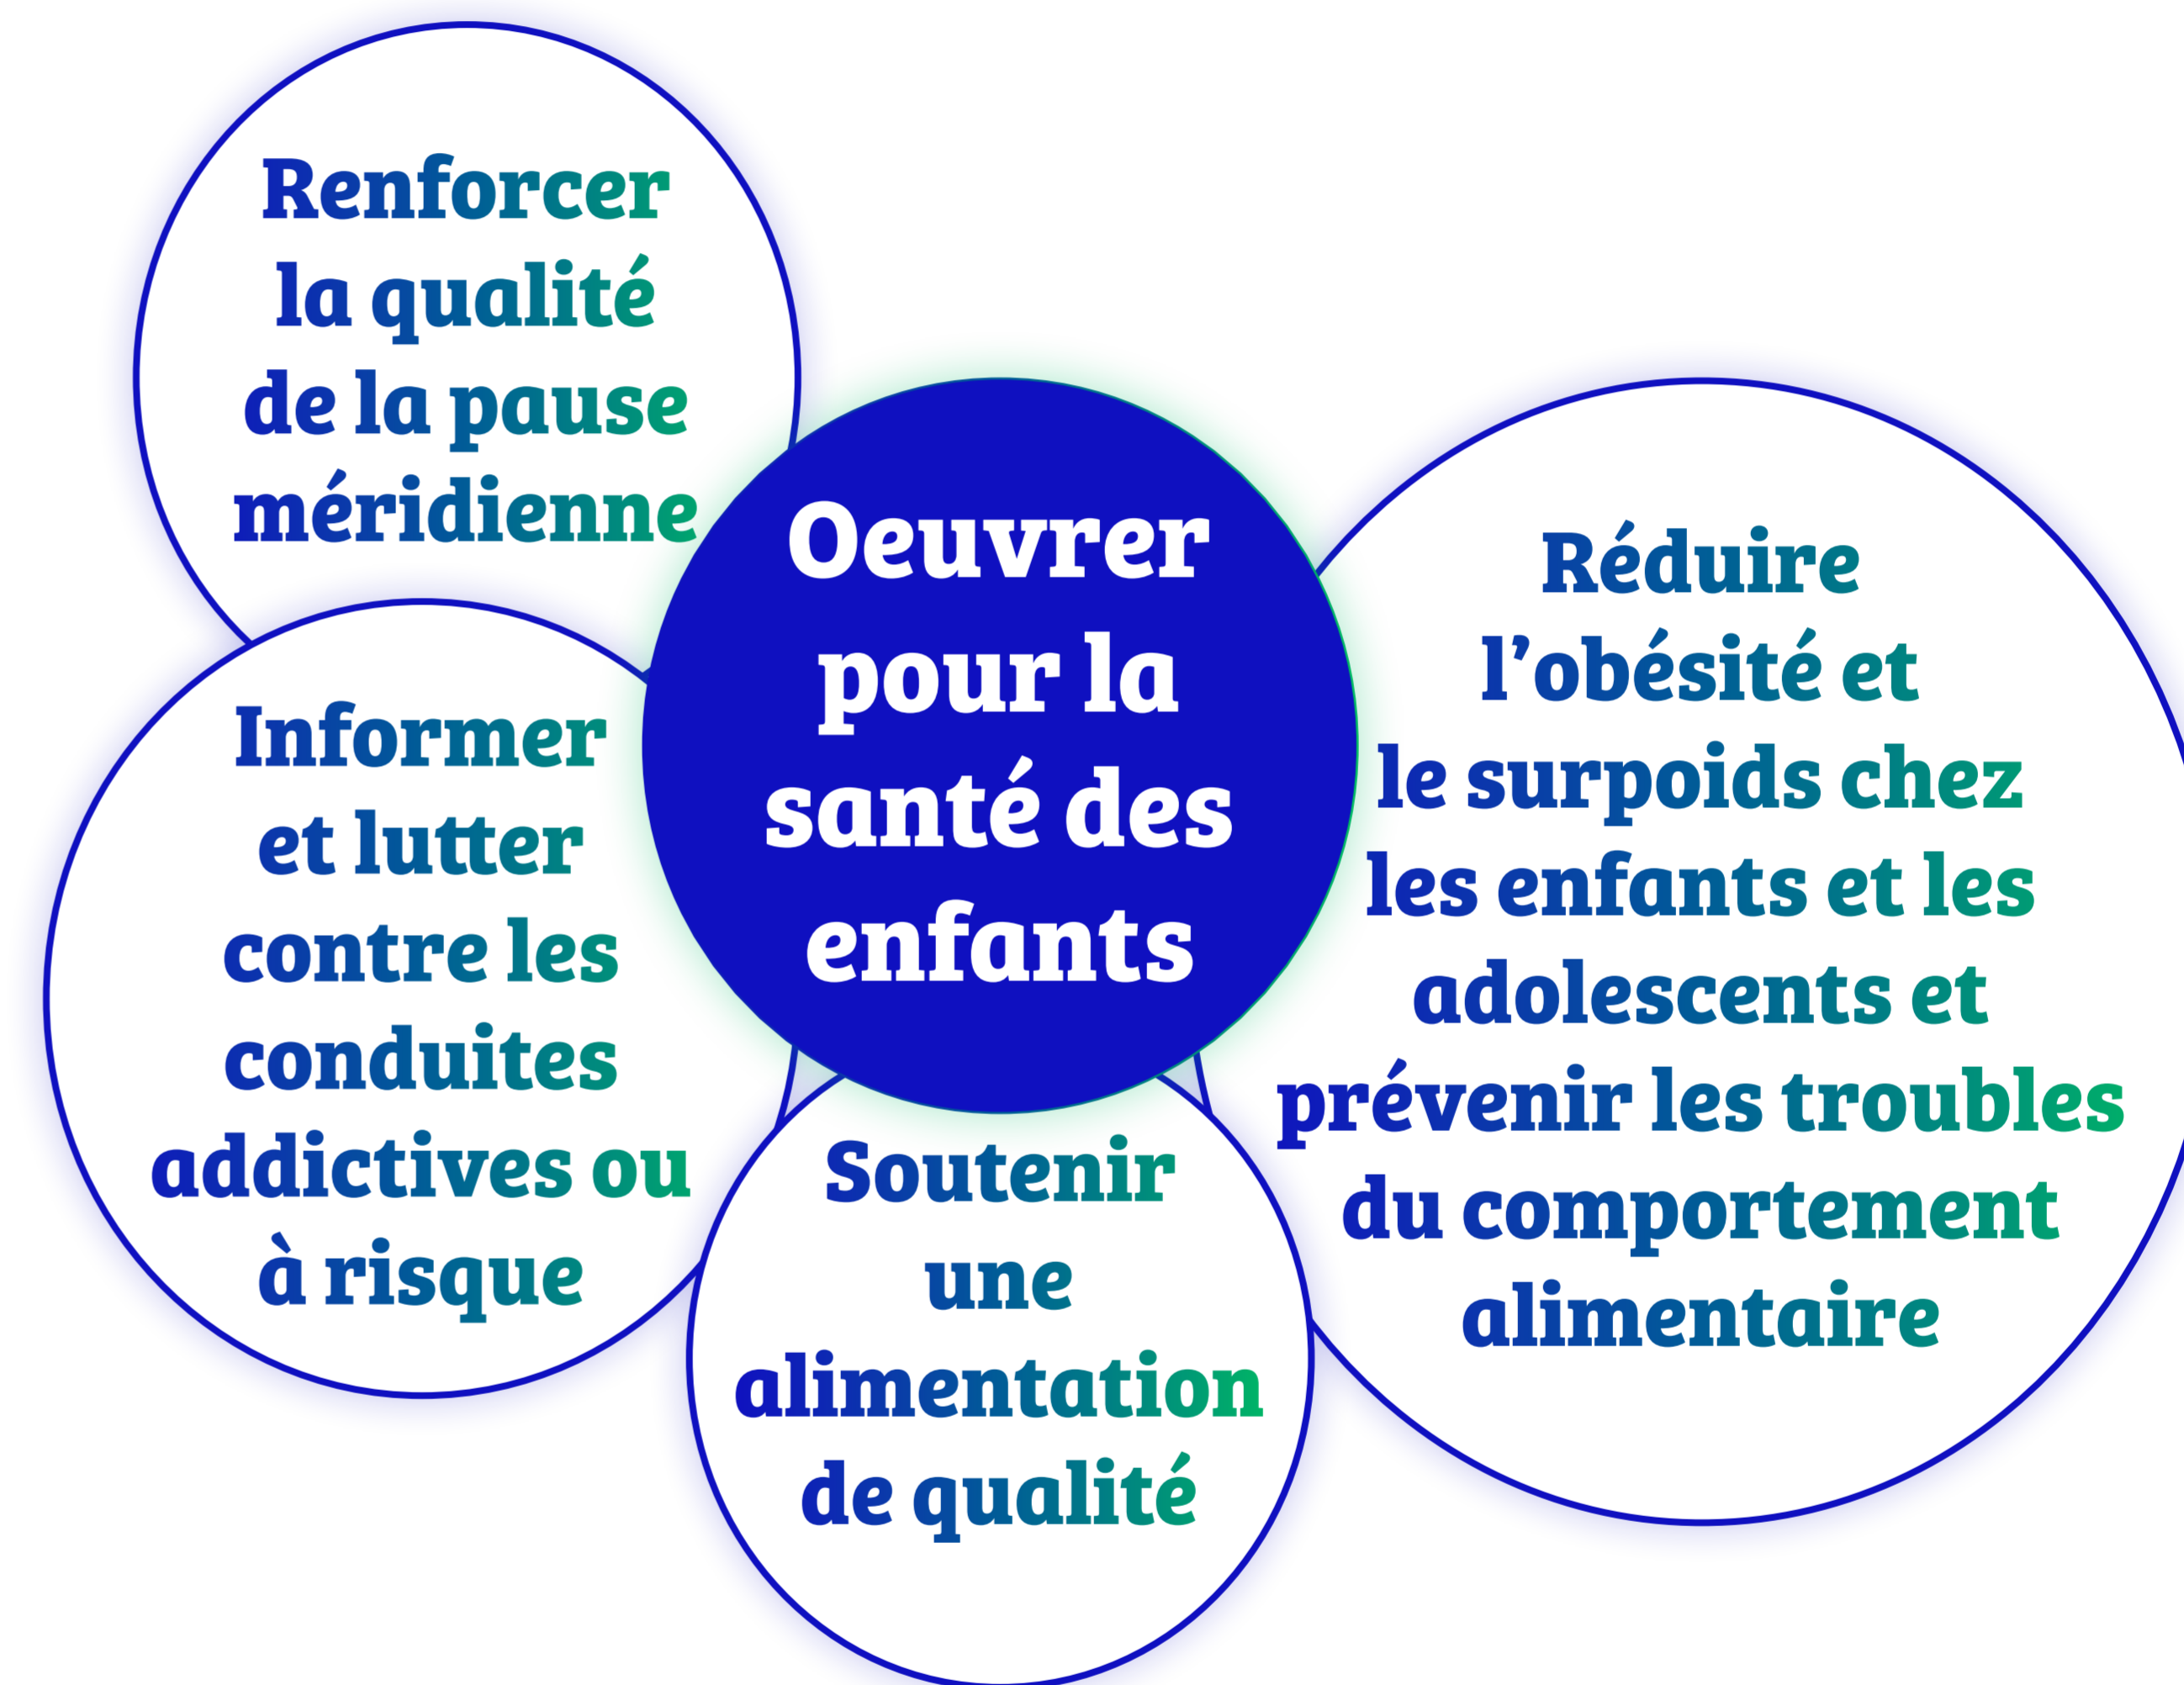 Renforcer
la qualité
de la pause
méridienne
Oeuvrer
pour la
santé des
enfants
Réduire
l’obésité et
le surpoids chez
les enfants et les
adolescents et
prévenir les troubles
du comportement
alimentaire
Informer
et lutter
contre les
conduites
addictives ou
à risque
Soutenir
une
alimentation
de qualité